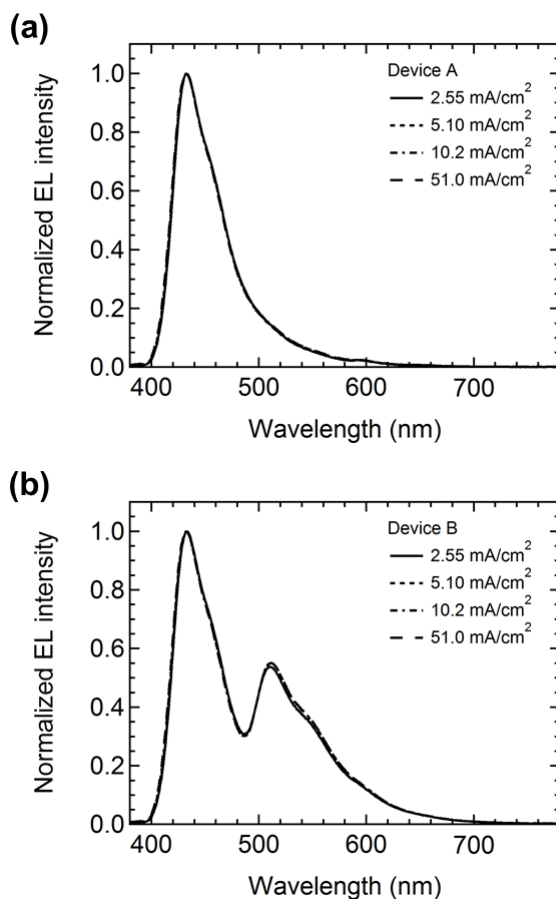 (a)
Normalized EL intensity
1.0
0.8
0.6
0.4
0.2
0.0
Device A
2.55 mA/cm²
5.10 mA/cm²
10.2 mA/cm²
51.0 mA/cm²
400 500 600 700
Wavelength (nm)
(b)
Normalized EL intensity
1.0
0.8
0.6
0.4
0.2
0.0
Device B
2.55 mA/cm²
5.10 mA/cm²
10.2 mA/cm²
51.0 mA/cm²
400 500 600 700
Wavelength (nm)